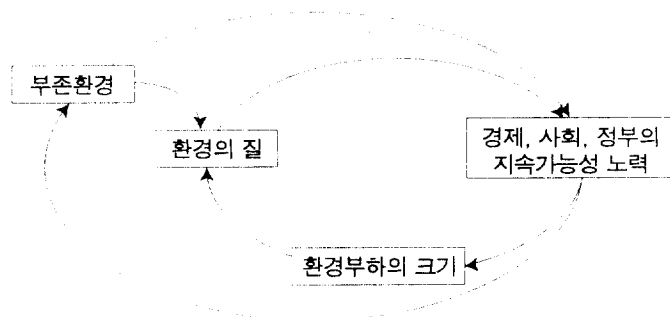 부존환경
환경의 질
경제, 사회, 정부의
지속가능성 노력
환경부하의 크기